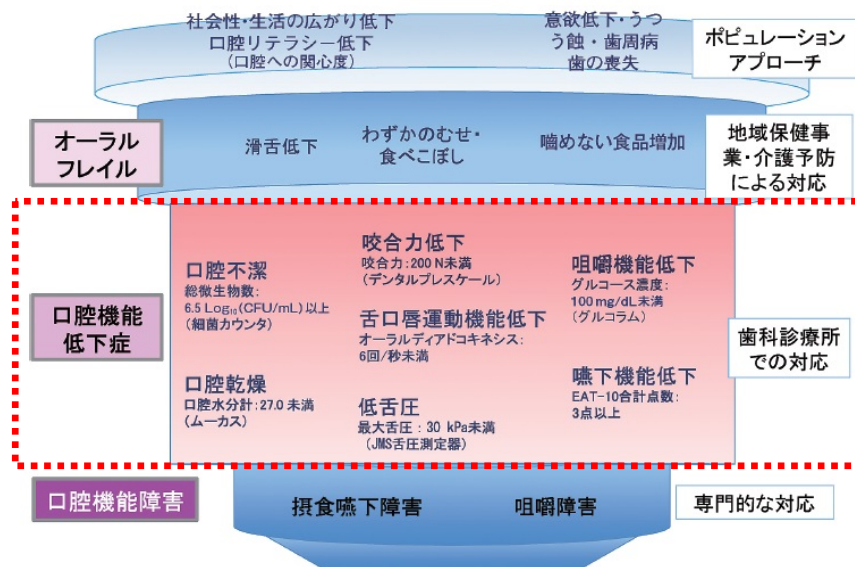 社会性・生活の広がり低下
口腔リテラシー低下
(口腔への関心度)
意欲低下・うつ
う蝕・歯周病
歯の喪失
ポピュレーション
アプローチ
オーラル
フレイル
滑舌低下
わずかのむせ・
食べこぼし
噛めない食品増加
地域保健事
業・介護予防
による対応
口腔機能
低下症
口腔不潔
総微生物数:
6.5 Log₁₀(CFU/mL)以上
(細菌カウンタ)
口腔乾燥
口腔水分計:27.0 未満
(ムーカス)
咬合力低下
咬合力:200 N未満
(デンタルプレスケール)
舌口唇運動機能低下
オーラルディアドコキネシス:
6回/秒未満
低舌圧
最大舌圧:30 kPa未満
(JMS舌圧測定器)
咀嚼機能低下
グルコース濃度:
100 mg/dL未満
(グルコラム)
嚥下機能低下
EAT-10合計点数:
3点以上
歯科診療所
での対応
口腔機能障害
摂食嚥下障害
咀嚼障害
専門的な対応